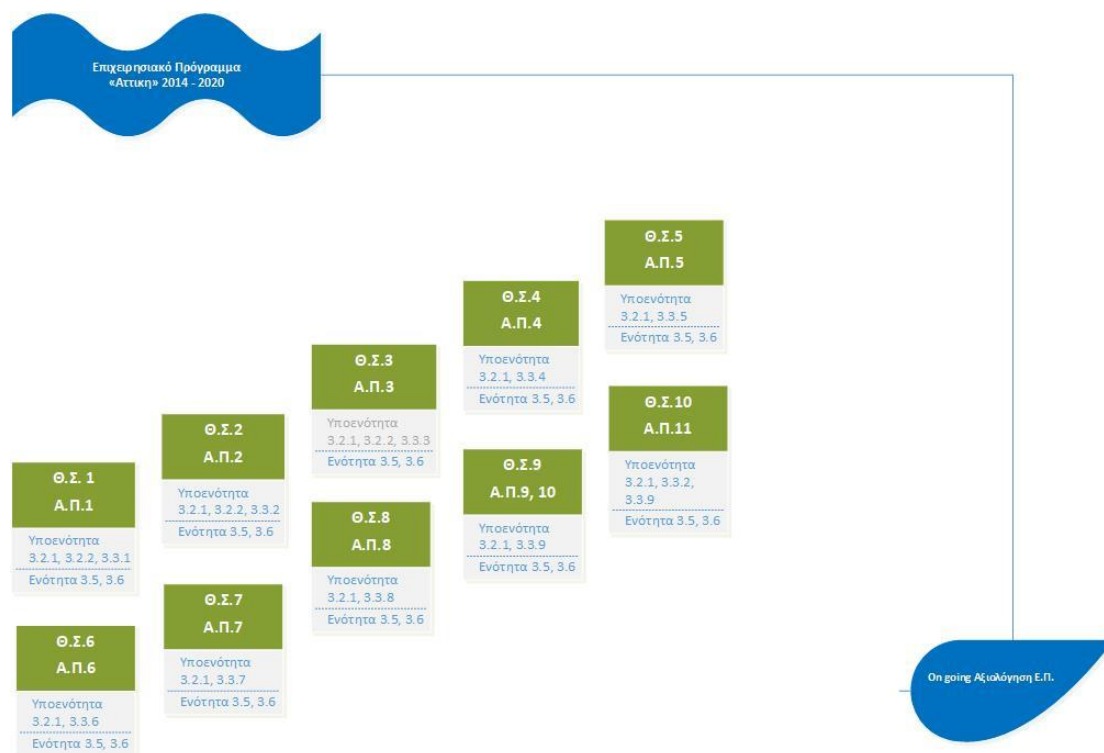 Επιχειρησιακό Πρόγραμμα
«Αττικη» 2014 - 2020
Θ.Σ. 1
Α.Π.1
Υποενότητα
3.2.1, 3.2.2, 3.3.1
Ενότητα 3.5, 3.6
Θ.Σ.2
Α.Π.2
Υποενότητα
3.2.1, 3.2.2, 3.3.2
Ενότητα 3.5, 3.6
Θ.Σ.3
Α.Π.3
Υποενότητα
3.2.1, 3.2.2, 3.3.3
Ενότητα 3.5, 3.6
Θ.Σ.4
Α.Π.4
Υποενότητα
3.2.1, 3.3.4
Ενότητα 3.5, 3.6
Θ.Σ.5
Α.Π.5
Υποενότητα
3.2.1, 3.3.5
Ενότητα 3.5, 3.6
Θ.Σ.6
Α.Π.6
Υποενότητα
3.2.1, 3.3.6
Ενότητα 3.5, 3.6
Θ.Σ.7
Α.Π.7
Υποενότητα
3.2.1, 3.3.7
Ενότητα 3.5, 3.6
Θ.Σ.8
Α.Π.8
Υποενότητα
3.2.1, 3.3.8
Ενότητα 3.5, 3.6
Θ.Σ.9
Α.Π.9, 10
Υποενότητα
3.2.1, 3.3.9
Ενότητα 3.5, 3.6
Θ.Σ.10
Α.Π.11
Υποενότητα
3.2.1, 3.3.2,
3.3.9
Ενότητα 3.5, 3.6
On going Αξιολόγηση Ε.Π.